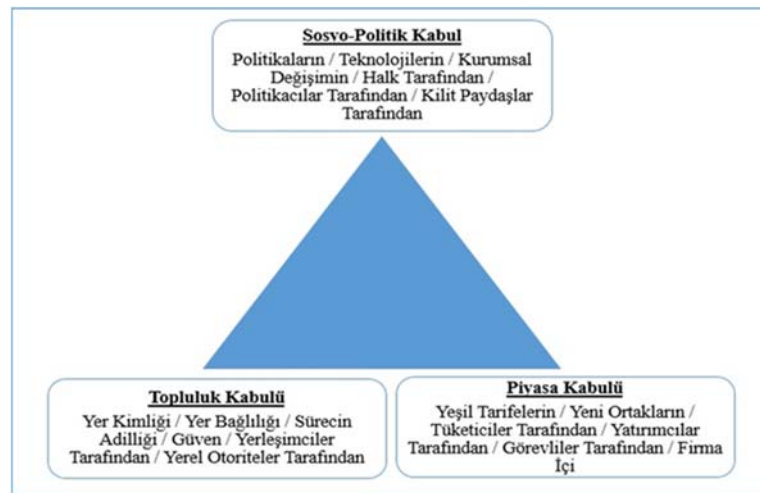 Sosyo-Politik Kabul
Politikaların / Teknolojilerin / Kurumsal
Değişimin / Halk Tarafından /
Politikacılar Tarafından / Kilit Paydaşlar
Tarafından
Topluluk Kabulü
Yer Kimliği / Yer Bağlılığı / Sürecin
Adilliği / Güven / Yerleşimciler
Tarafından / Yerel Otoriteler Tarafından
Piyasa Kabulü
Yeşil Tarifelerin / Yeni Ortakların /
Tüketiciler Tarafından / Yatırımcılar
Tarafından / Görevliler Tarafından / Firma
İçi